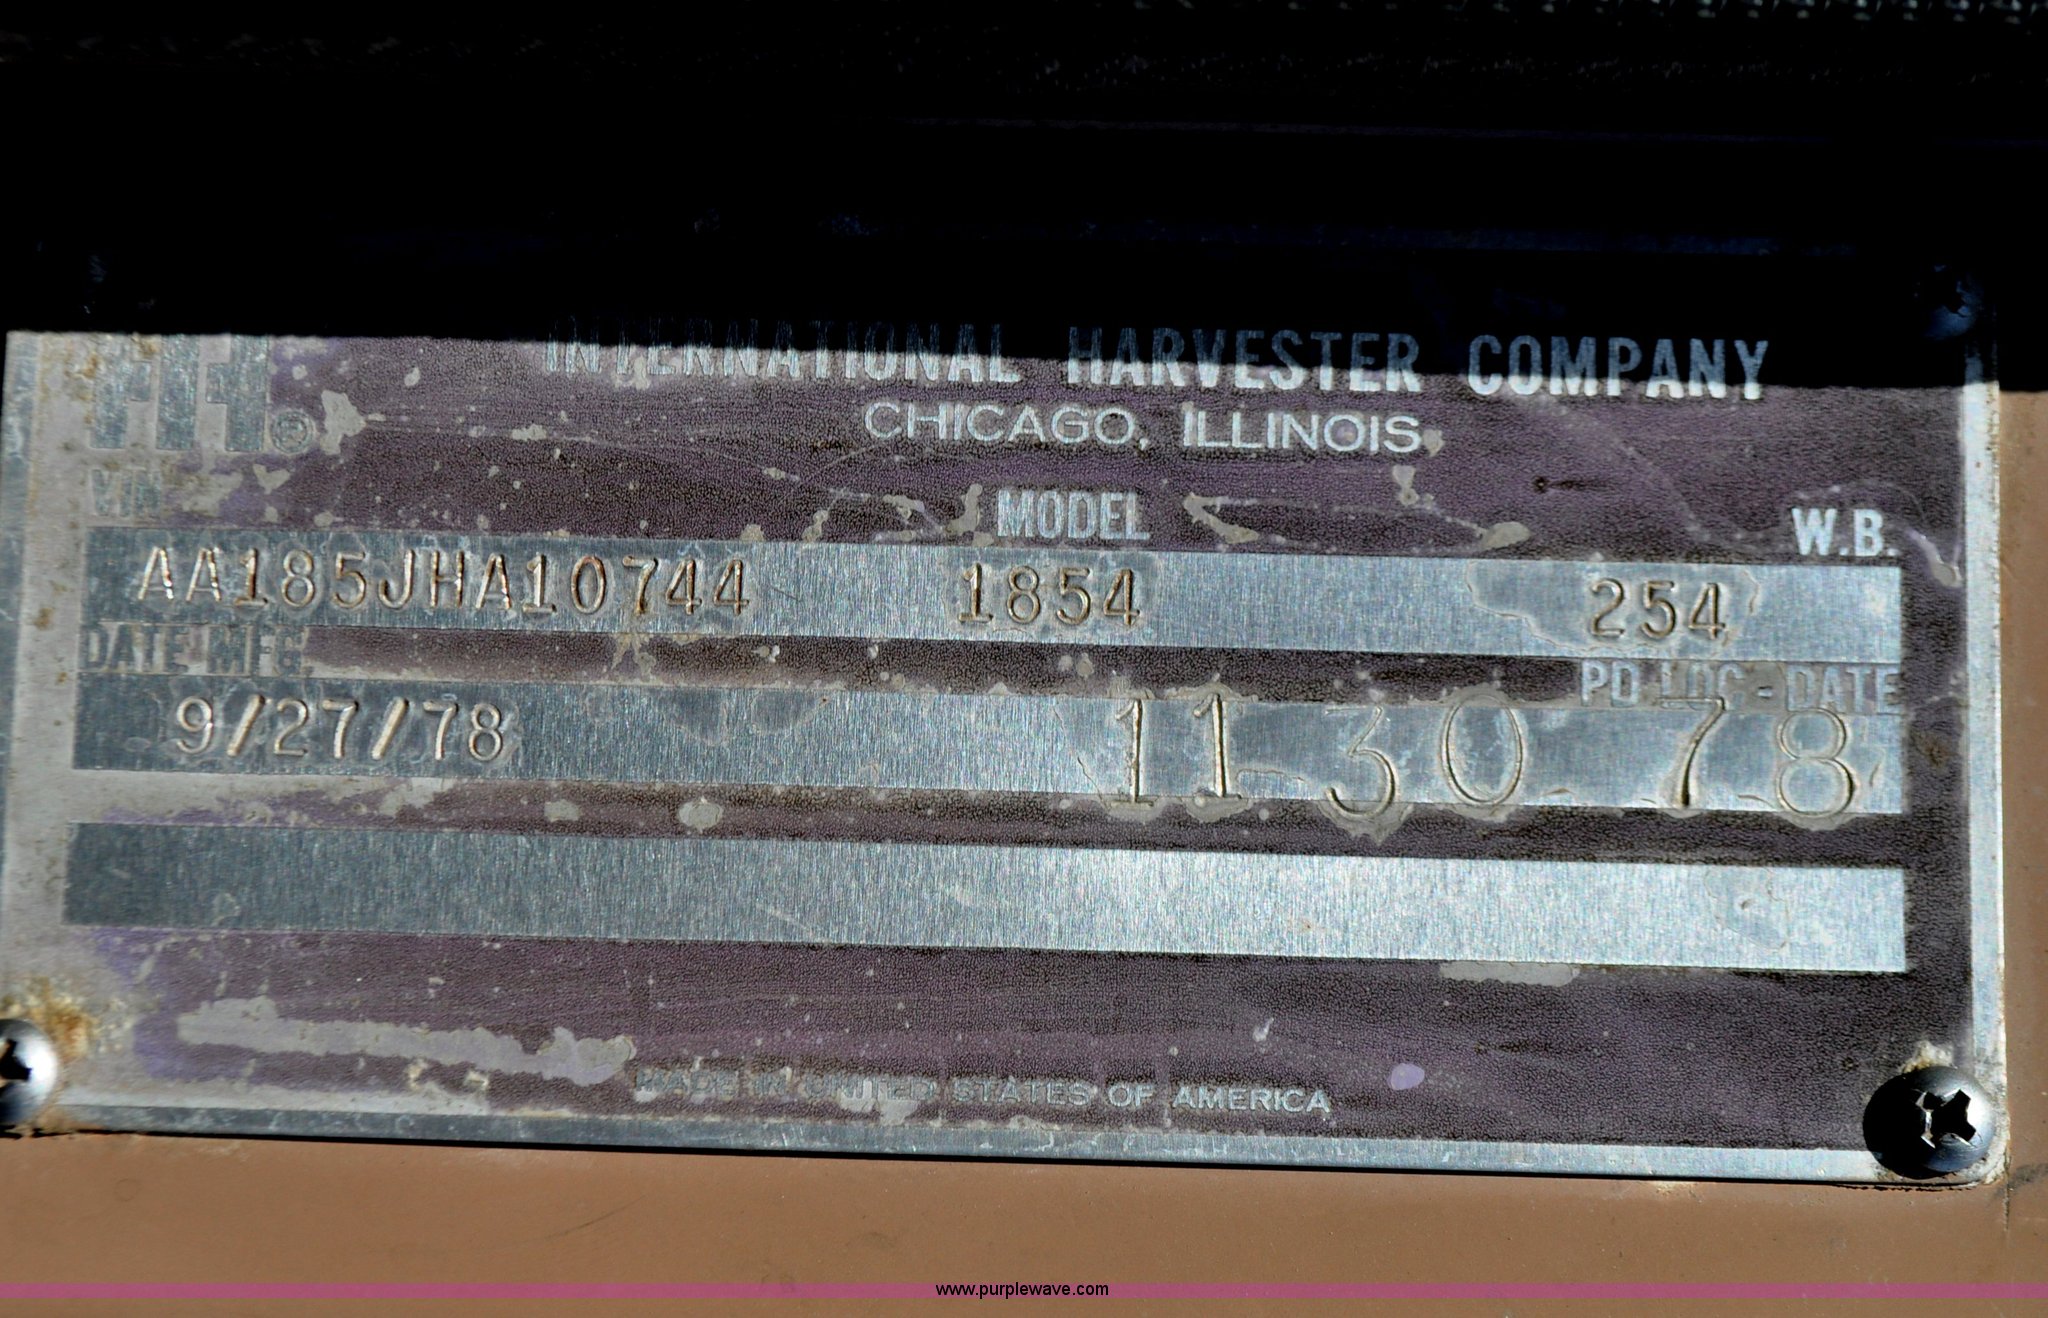 INTERNATIONAL HARVESTER COMPANY
IH ®
CHICAGO, ILLINOIS
VIN MODEL W.B.
AA185JHA10744 1854 254
DATE MFG PD LOC - DATE
9/27/78 11 30 78
MADE IN UNITED STATES OF AMERICA
www.purplewave.com